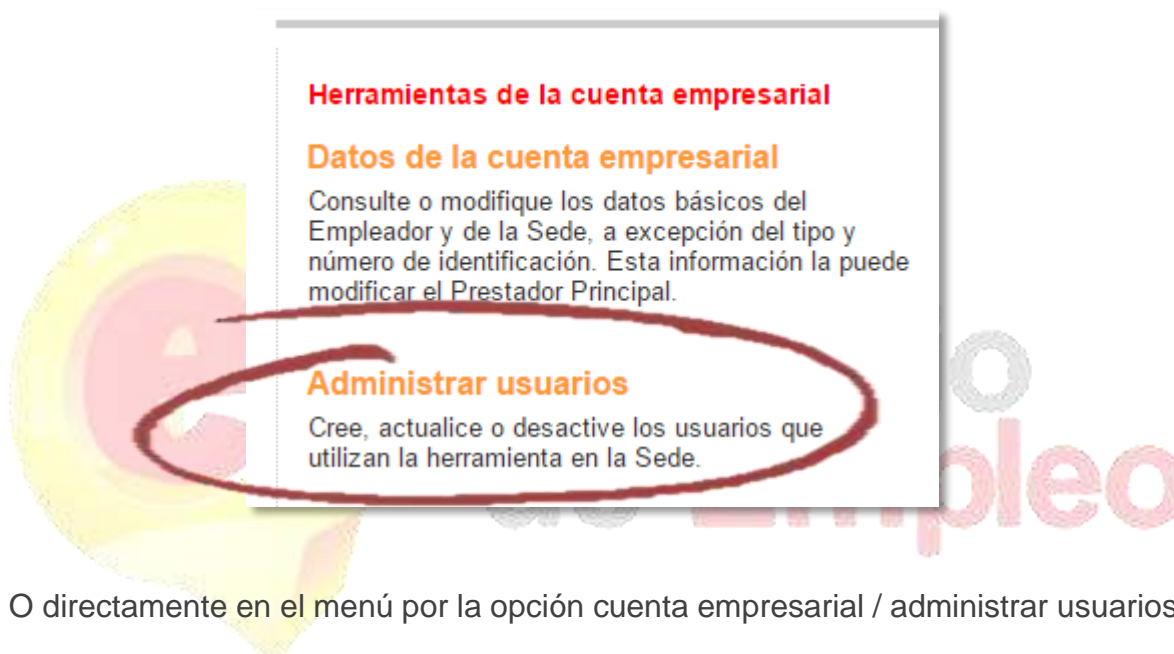 Herramientas de la cuenta empresarial
Datos de la cuenta empresarial
Consulte o modifique los datos básicos del
Empleador y de la Sede, a excepción del tipo y
número de identificación. Esta información la puede
modificar el Prestador Principal.
Administrar usuarios
Cree, actualice o desactive los usuarios que
utilizan la herramienta en la Sede.
O directamente en el menú por la opción cuenta empresarial / administrar usuarios